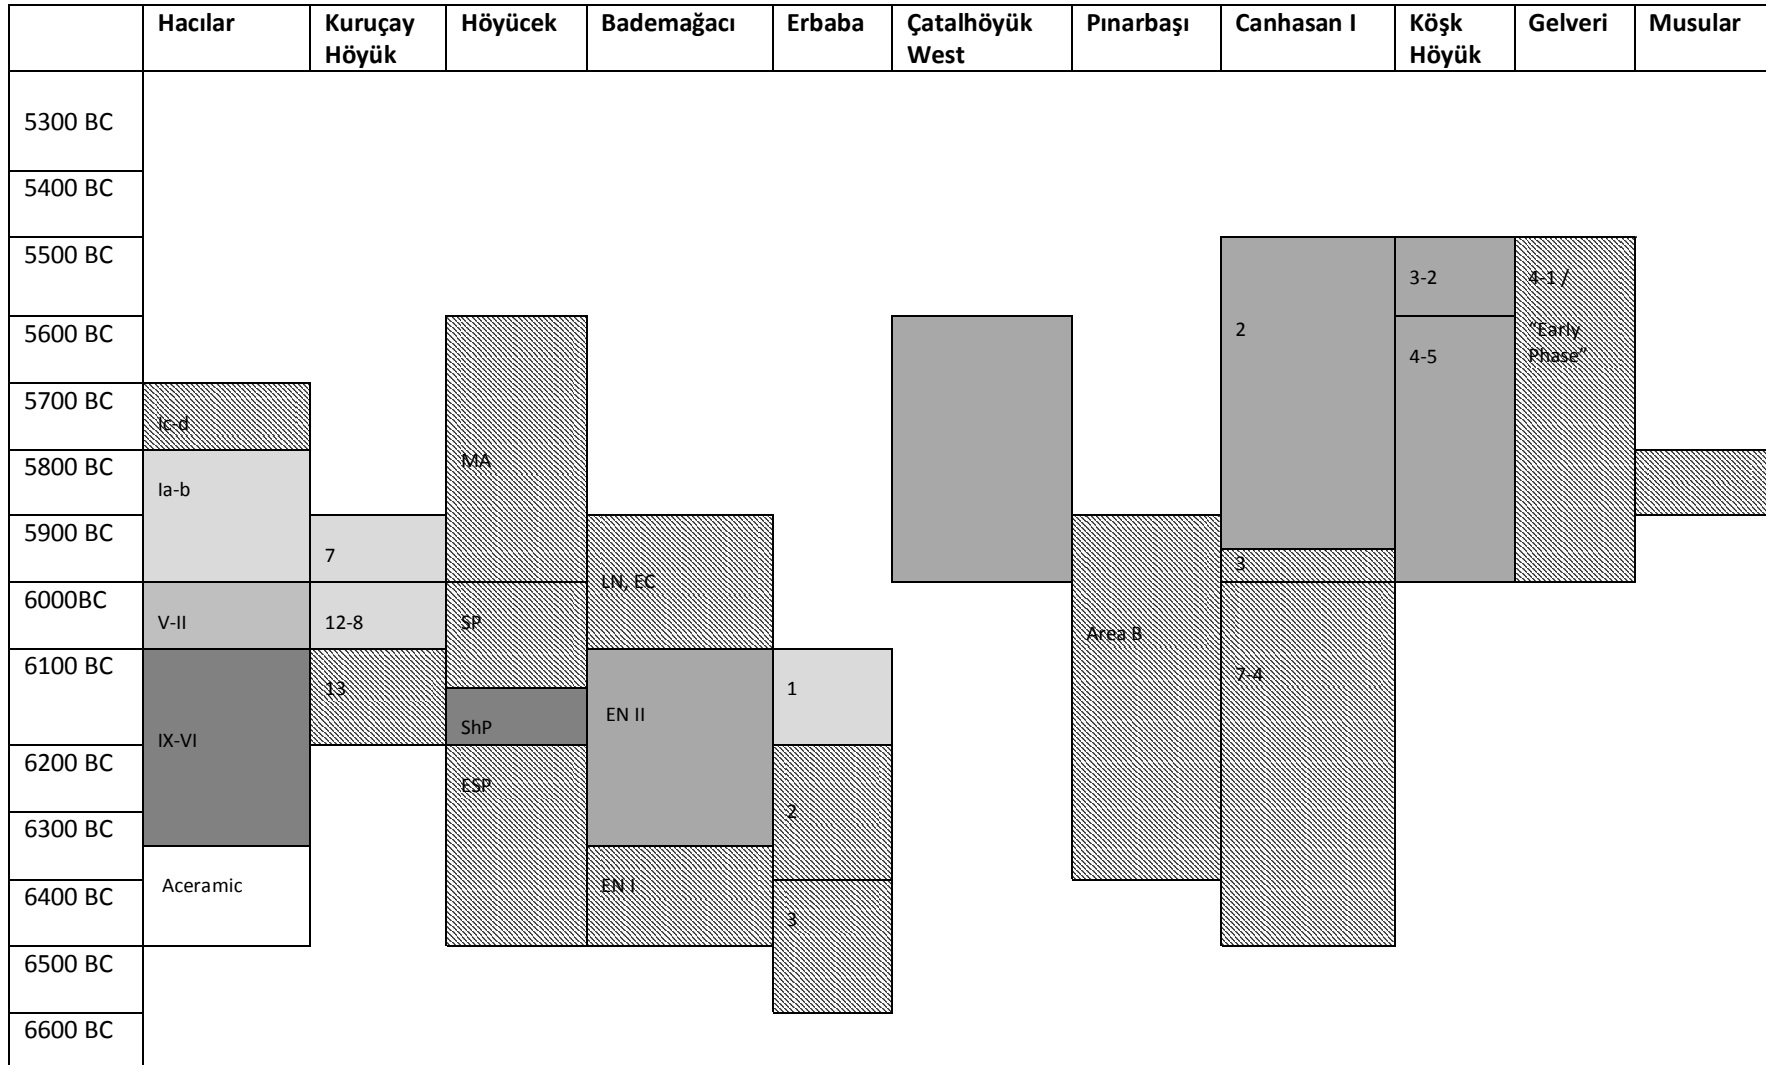 Hacılar
Kuruçay
Höyük
Höyücek
Bademağacı
Erbaba
Çatalhöyük
West
Pınarbaşı
Canhasan I
Köşk
Höyük
Gelveri
Musular
5300 BC
5400 BC
5500 BC
3-2
4-1 /
5600 BC
2
"Early
4-5
Phase"
5700 BC
Ic-d
5800 BC
MA
Ia-b
5900 BC
7
LN, EC
3
6000BC
V-II
12-8
SP
Area B
6100 BC
13
1
7-4
IX-VI
ShP
EN II
6200 BC
ESP
2
6300 BC
Aceramic
EN I
6400 BC
3
6500 BC
6600 BC